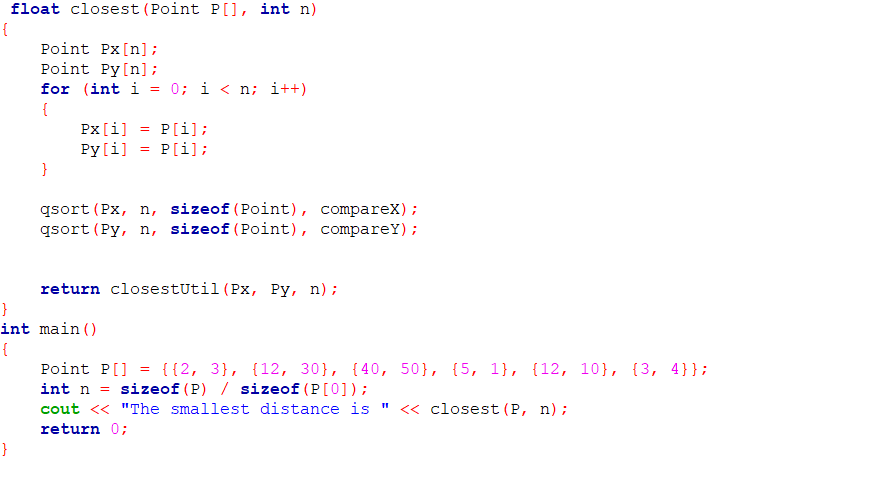 float closest(Point P[], int n)
{
    Point Px[n];
    Point Py[n];
    for (int i = 0; i < n; i++)
    {
        Px[i] = P[i];
        Py[i] = P[i];
    }
    qsort(Px, n, sizeof(Point), compareX);
    qsort(Py, n, sizeof(Point), compareY);
    return closestUtil(Px, Py, n);
}
int main()
{
    Point P[] = {{2, 3}, {12, 30}, {40, 50}, {5, 1}, {12, 10}, {3, 4}};
    int n = sizeof(P) / sizeof(P[0]);
    cout << "The smallest distance is " << closest(P, n);
    return 0;
}